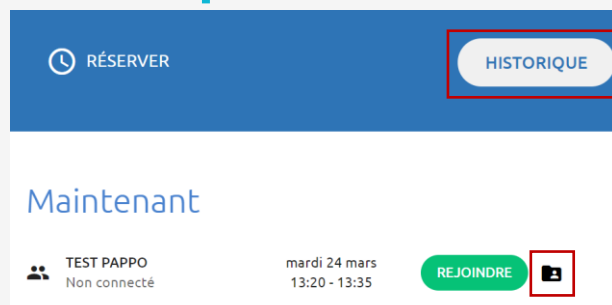 RÉSERVER
HISTORIQUE
Maintenant
TEST PAPPO
Non connecté
mardi 24 mars
13:20 - 13:35
REJOINDRE